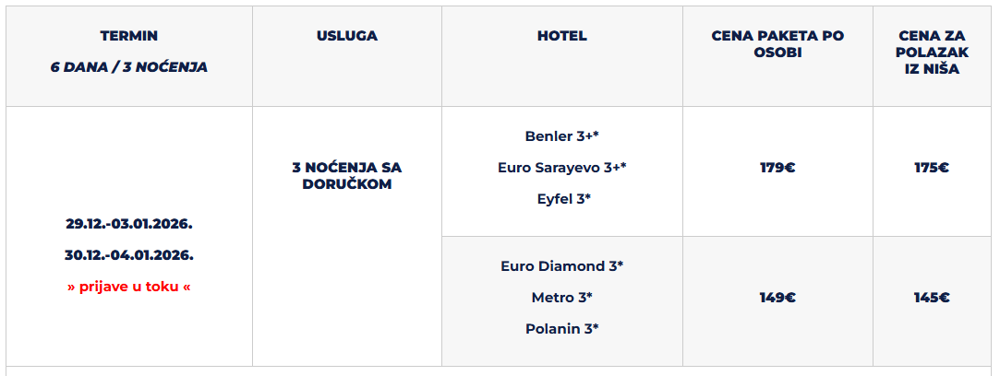 TERMIN
6 DANA / 3 NOĆENJA
USLUGA
HOTEL
CENA PAKETA PO
OSOBI
CENA ZA
POLAZAK
IZ NIŠA
29.12.-03.01.2026.
30.12.-04.01.2026.
» prijave u toku «
3 NOĆENJA SA
DORUČKOM
Benler 3+*
Euro Sarayevo 3+*
Eyfel 3*
179€
175€
Euro Diamond 3*
Metro 3*
Polanin 3*
149€
145€